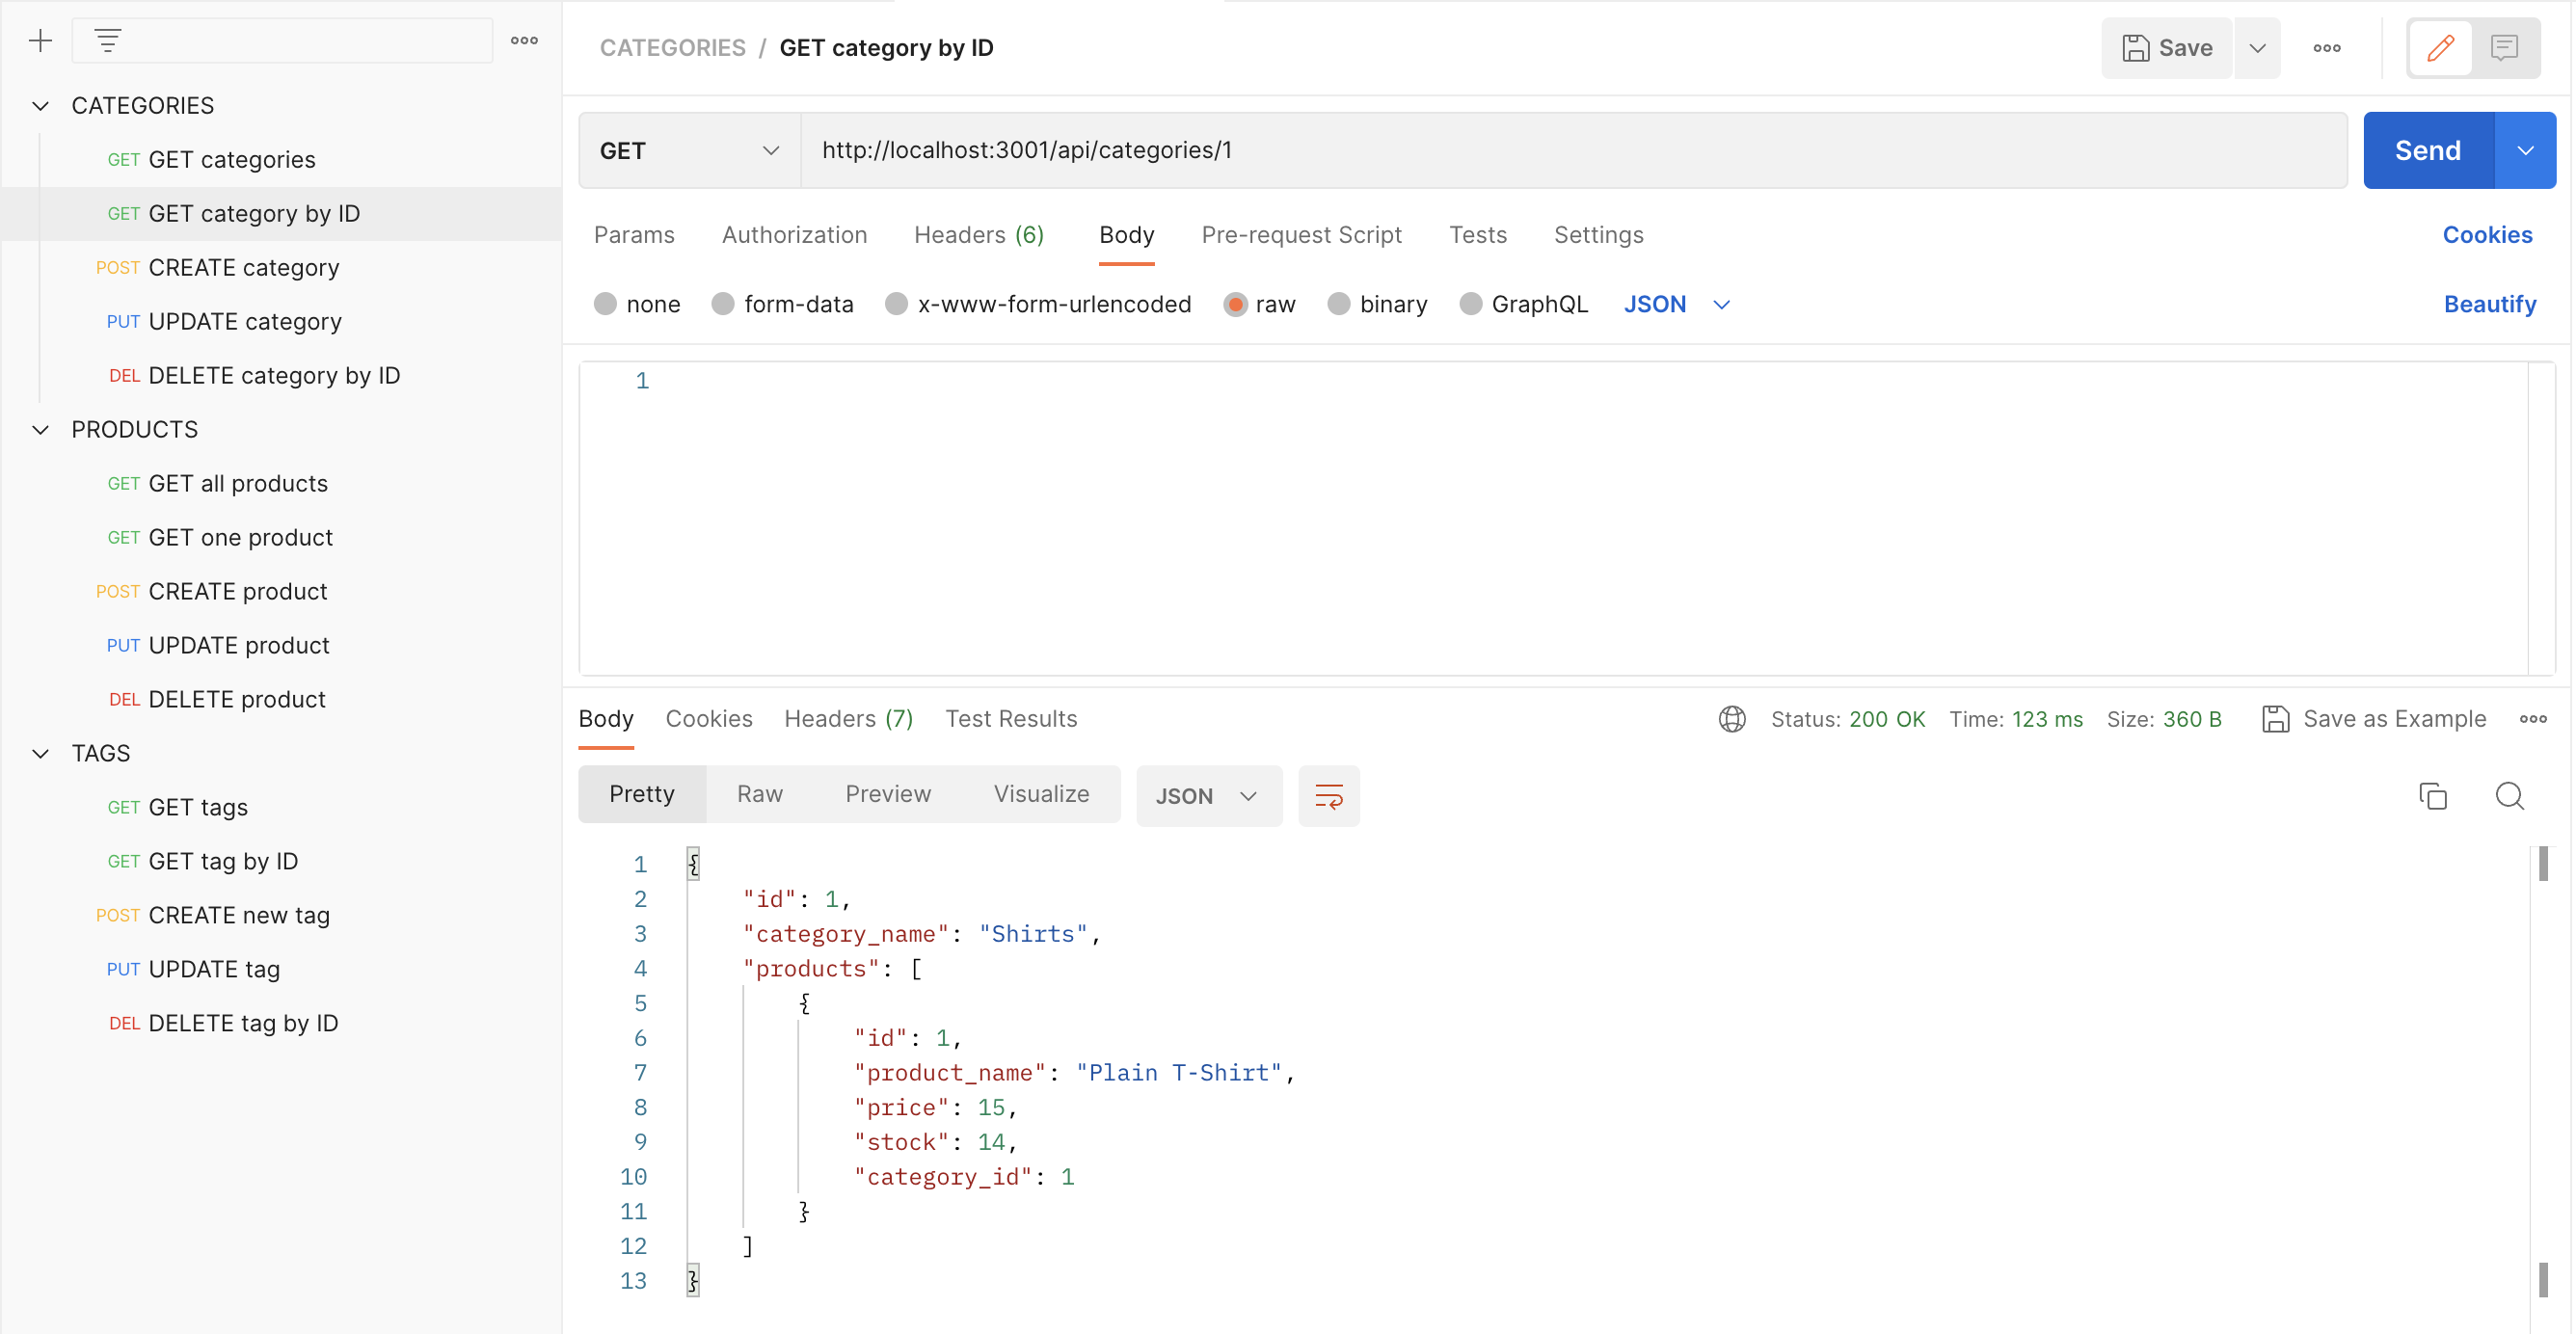 CATEGORIES
GET GET categories
GET GET category by ID
POST CREATE category
PUT UPDATE category
DEL DELETE category by ID
PRODUCTS
GET GET all products
GET GET one product
POST CREATE product
PUT UPDATE product
DEL DELETE product
TAGS
GET GET tags
GET GET tag by ID
POST CREATE new tag
PUT UPDATE tag
DEL DELETE tag by ID
CATEGORIES / GET category by ID
Save
GET http://localhost:3001/api/categories/1 Send
Params Authorization Headers (6) Body Pre-request Script Tests Settings Cookies
none form-data x-www-form-urlencoded raw binary GraphQL JSON Beautify
1
Body Cookies Headers (7) Test Results Status: 200 OK Time: 123 ms Size: 360 B Save as Example
Pretty Raw Preview Visualize JSON
1 {
2 "id": 1,
3 "category_name": "Shirts",
4 "products": [
5 {
6 "id": 1,
7 "product_name": "Plain T-Shirt",
8 "price": 15,
9 "stock": 14,
10 "category_id": 1
11 }
12 ]
13 }